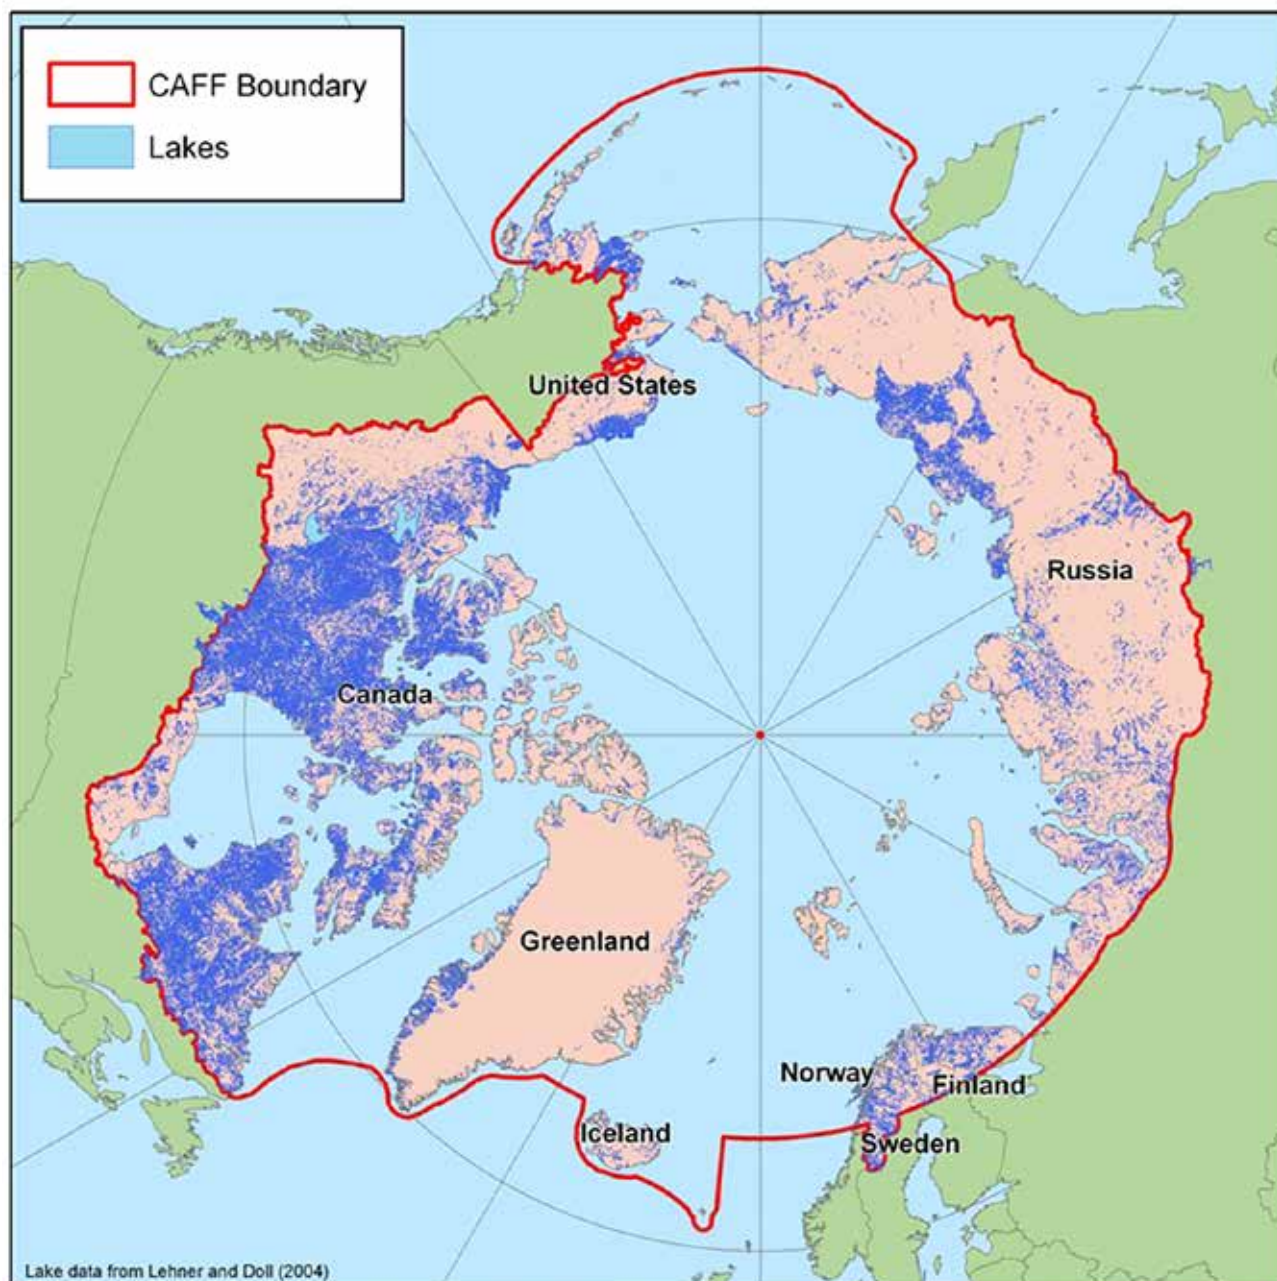 CAFF Boundary
Lakes
United States
Russia
Canada
Greenland
Norway
Finland
Iceland
Sweden
Lake data from Lehner and Doll (2004)